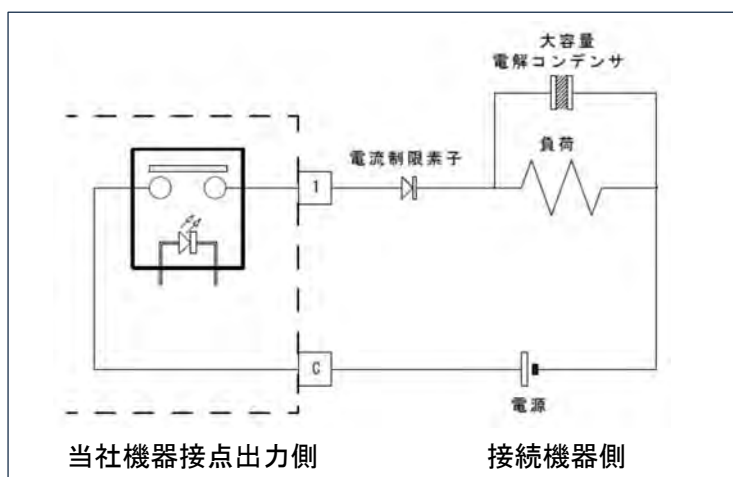 大容量
電解コンデンサ
電流制限素子
負荷
1
C
電源
当社機器接点出力側
接続機器側